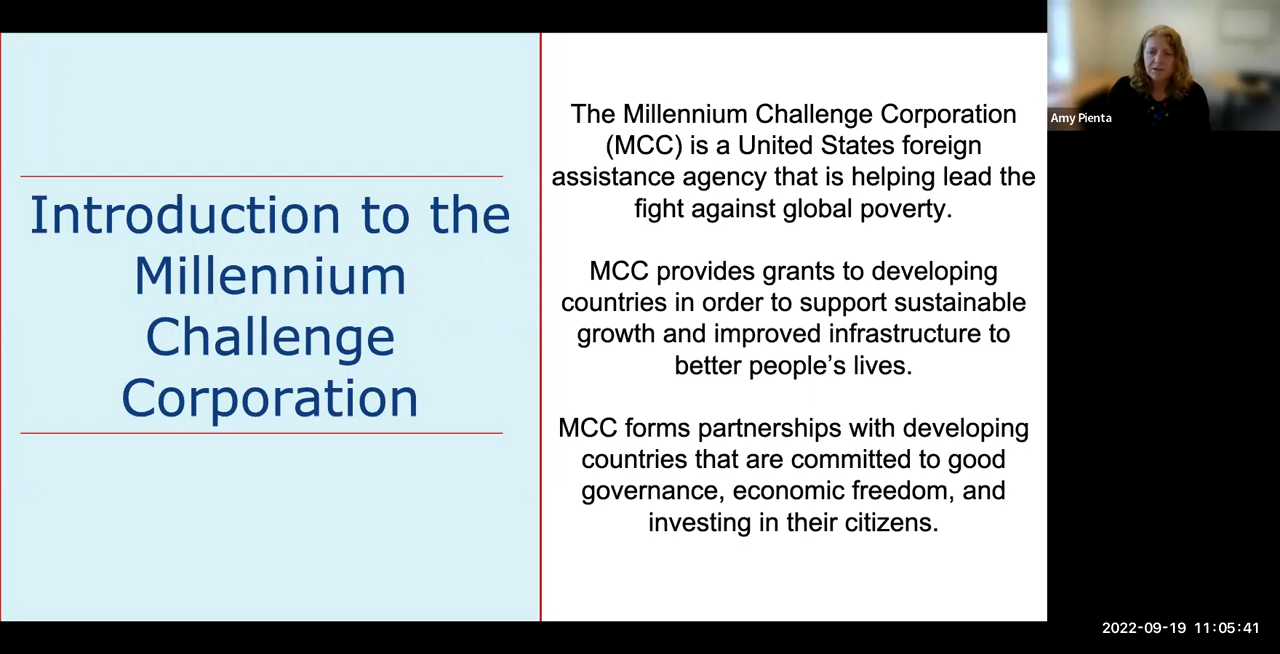 Introduction to the
Millennium
Challenge
Corporation
The Millennium Challenge Corporation
(MCC) is a United States foreign
assistance agency that is helping lead the
fight against global poverty.
MCC provides grants to developing
countries in order to support sustainable
growth and improved infrastructure to
better people’s lives.
MCC forms partnerships with developing
countries that are committed to good
governance, economic freedom, and
investing in their citizens.
Amy Pienta
2022-09-19 11:05:41